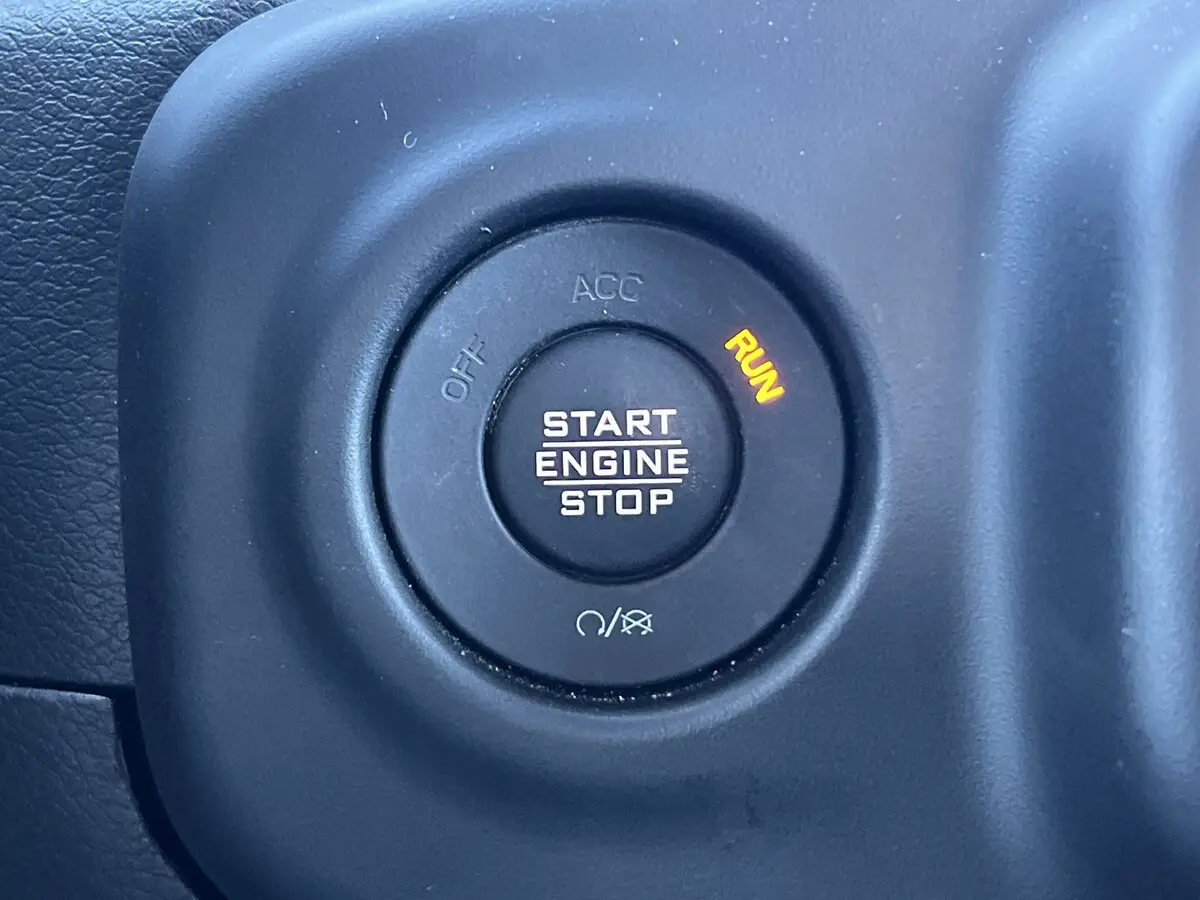 ACC
OFF
RUN
START
ENGINE
STOP